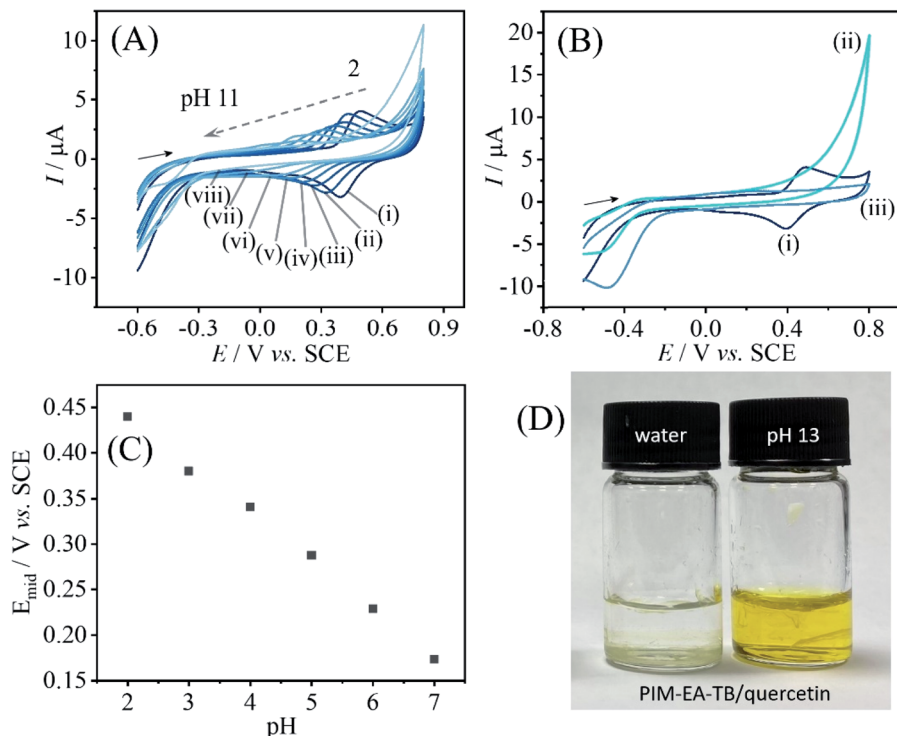 (A)
10
5
0
-5
-10
I / μA
pH 11
2
(viii)
(vii)
(vi)
(v)
(iv)
(iii)
(ii)
(i)
-0.6
-0.3
0.0
0.3
0.6
0.9
E / V vs. SCE
(B)
20
15
10
5
0
-5
-10
I / μA
(ii)
(iii)
(i)
-0.8
-0.4
0.0
0.4
0.8
E / V vs. SCE
(C)
0.45
0.40
0.35
0.30
0.25
0.20
0.15
E_mid / V vs. SCE
2
3
4
5
6
7
pH
(D)
water
pH 13
PIM-EA-TB/quercetin